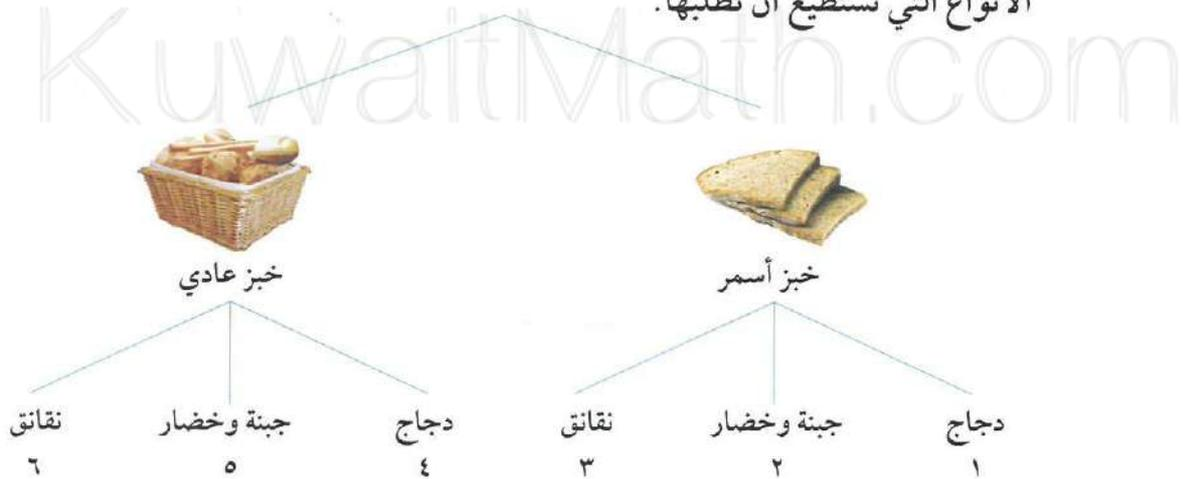 الأنواع التي تستطيع أن تطلبها.
KuwaitMath.com
خبز أسمر
خبز عادي
دجاج
جبنة وخضار
نقانق
دجاج
جبنة وخضار
نقانق
١
٢
٣
٤
٥
٦